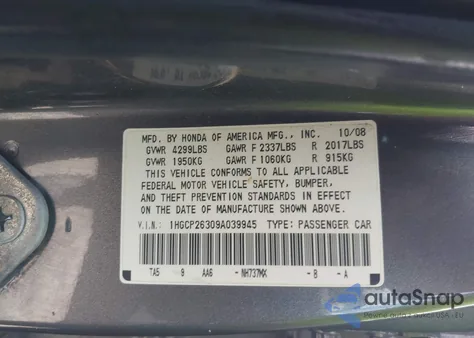 MFD. BY HONDA OF AMERICA MFG., INC. 10/08
GVWR 4299LBS GAWR F 2337LBS R 2017LBS
GVWR 1950KG GAWR F 1060KG R 915KG
THIS VEHICLE CONFORMS TO ALL APPLICABLE
FEDERAL MOTOR VEHICLE SAFETY, BUMPER,
AND THEFT PREVENTION STANDARDS IN EFFECT
ON THE DATE OF MANUFACTURE SHOWN ABOVE.
V.I.N.: 1HGCP26309A039945 TYPE: PASSENGER CAR
TA5 9 AA6 -NH737MX - B - A
autoSnap